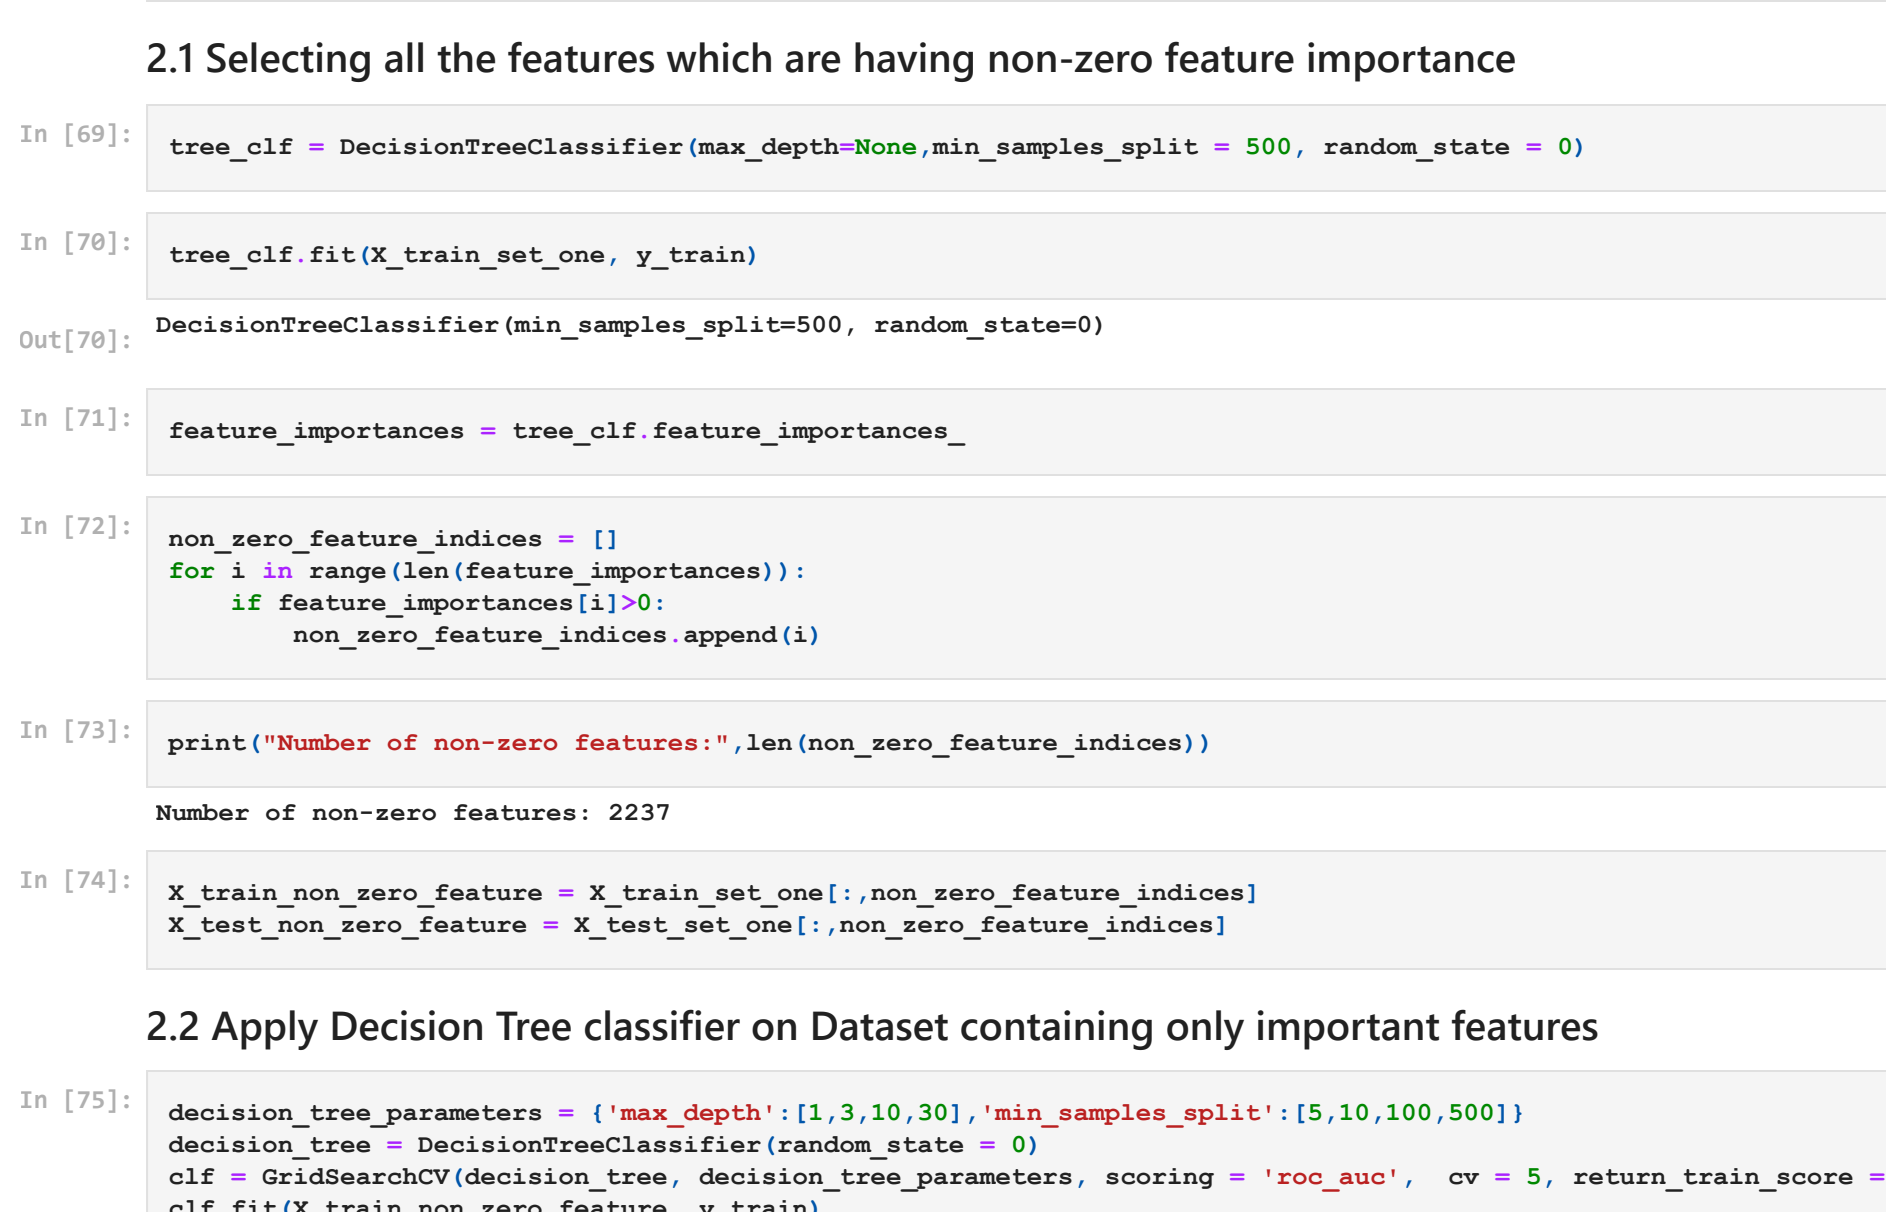 2.1 Selecting all the features which are having non-zero feature importance
In [69]:
tree_clf = DecisionTreeClassifier(max_depth=None,min_samples_split = 500, random_state = 0)
In [70]:
tree_clf.fit(X_train_set_one, y_train)
Out[70]:
DecisionTreeClassifier(min_samples_split=500, random_state=0)
In [71]:
feature_importances = tree_clf.feature_importances_
In [72]:
non_zero_feature_indices = []
for i in range(len(feature_importances)):
    if feature_importances[i]>0:
        non_zero_feature_indices.append(i)
In [73]:
print("Number of non-zero features:",len(non_zero_feature_indices))
Number of non-zero features: 2237
In [74]:
X_train_non_zero_feature = X_train_set_one[:,non_zero_feature_indices]
X_test_non_zero_feature = X_test_set_one[:,non_zero_feature_indices]
2.2 Apply Decision Tree classifier on Dataset containing only important features
In [75]:
decision_tree_parameters = {'max_depth':[1,3,10,30],'min_samples_split':[5,10,100,500]}
decision_tree = DecisionTreeClassifier(random_state = 0)
clf = GridSearchCV(decision_tree, decision_tree_parameters, scoring = 'roc_auc',  cv = 5, return_train_score =
clf.fit(X_train_non_zero_feature, y_train)